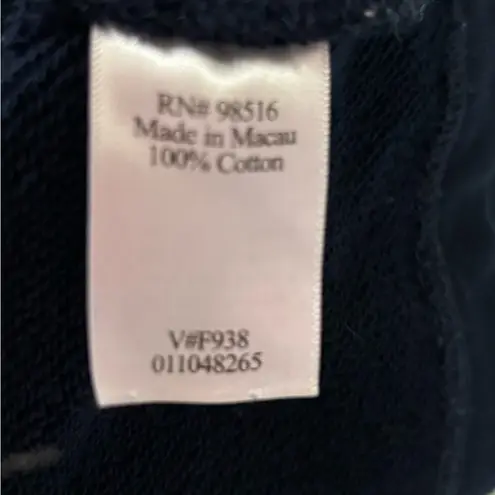 RN# 98516
Made in Macau
100% Cotton
V#F938
011048265